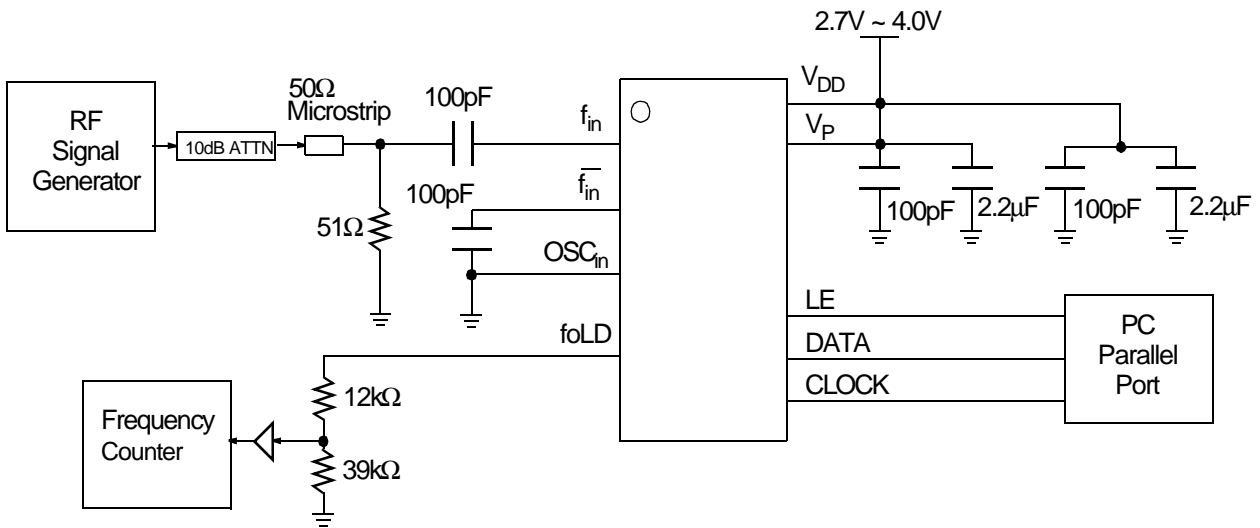 2.7V ~ 4.0V
RF
Signal
Generator
10dB ATTN
50Ω
Microstrip
100pF
fin
VDD
VP
100pF
fin
51Ω
OSCin
foLD
100pF
2.2µF
100pF
2.2µF
LE
DATA
CLOCK
PC
Parallel
Port
12kΩ
39kΩ
Frequency
Counter